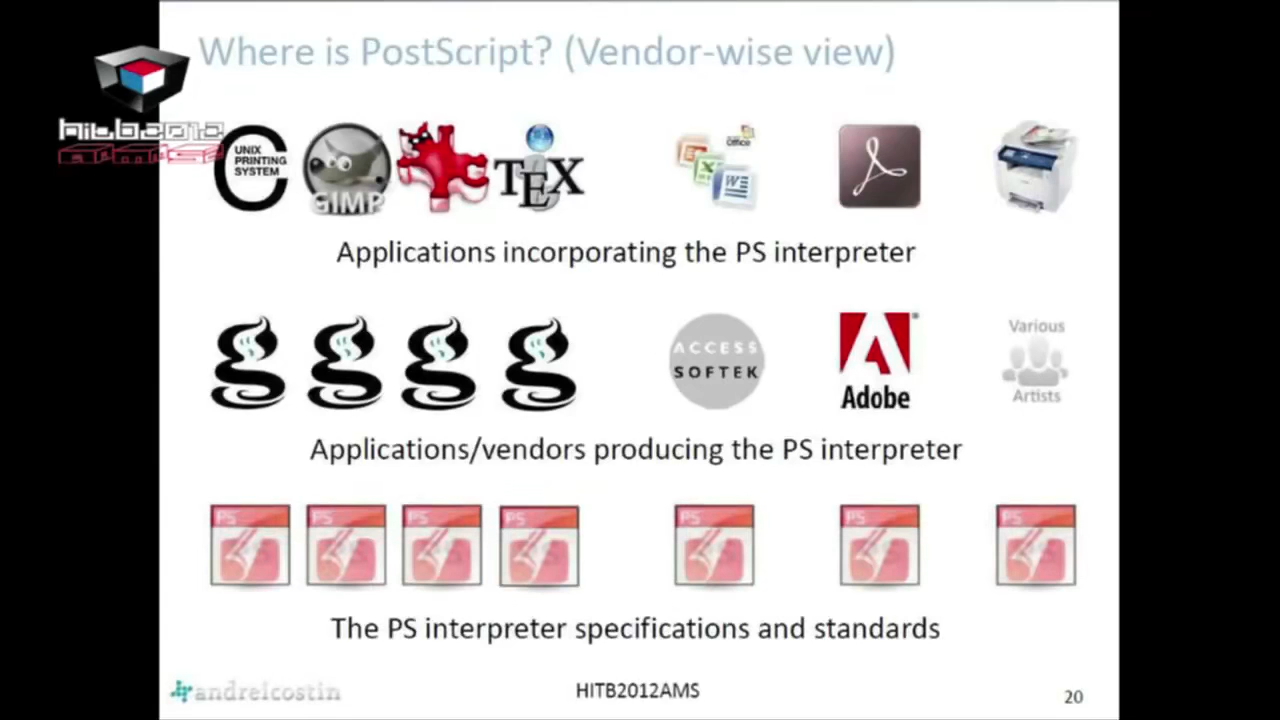 Where is PostScript? (Vendor-wise view)
hitb2012
amst
UNIX
PRINTING
SYSTEM
GIMP
TEX
Office
Applications incorporating the PS interpreter
ACCESS
SOFTEK
Adobe
Various
Artists
Applications/vendors producing the PS interpreter
PS PS PS PS PS PS PS
The PS interpreter specifications and standards
andreicostin
HITB2012AMS
20